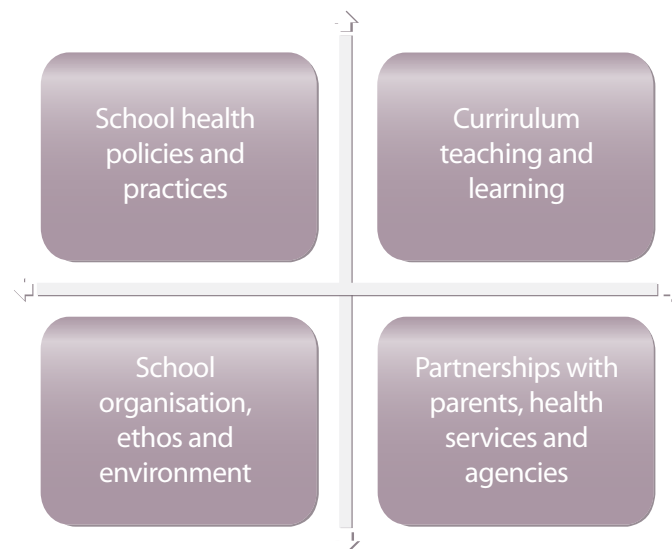 School health
policies and
practices
Currirulum
teaching and
learning
School
organisation,
ethos and
environment
Partnerships with
parents, health
services and
agencies